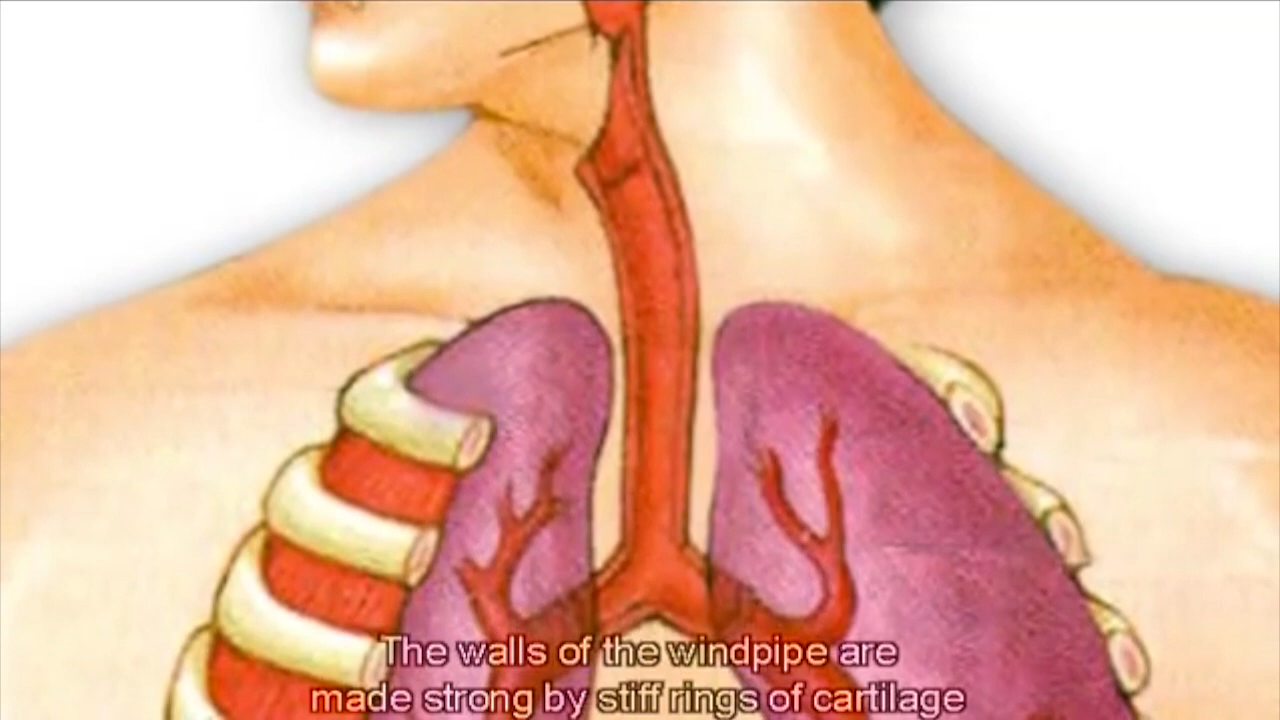 The walls of the windpipe are
made strong by stiff rings of cartilage